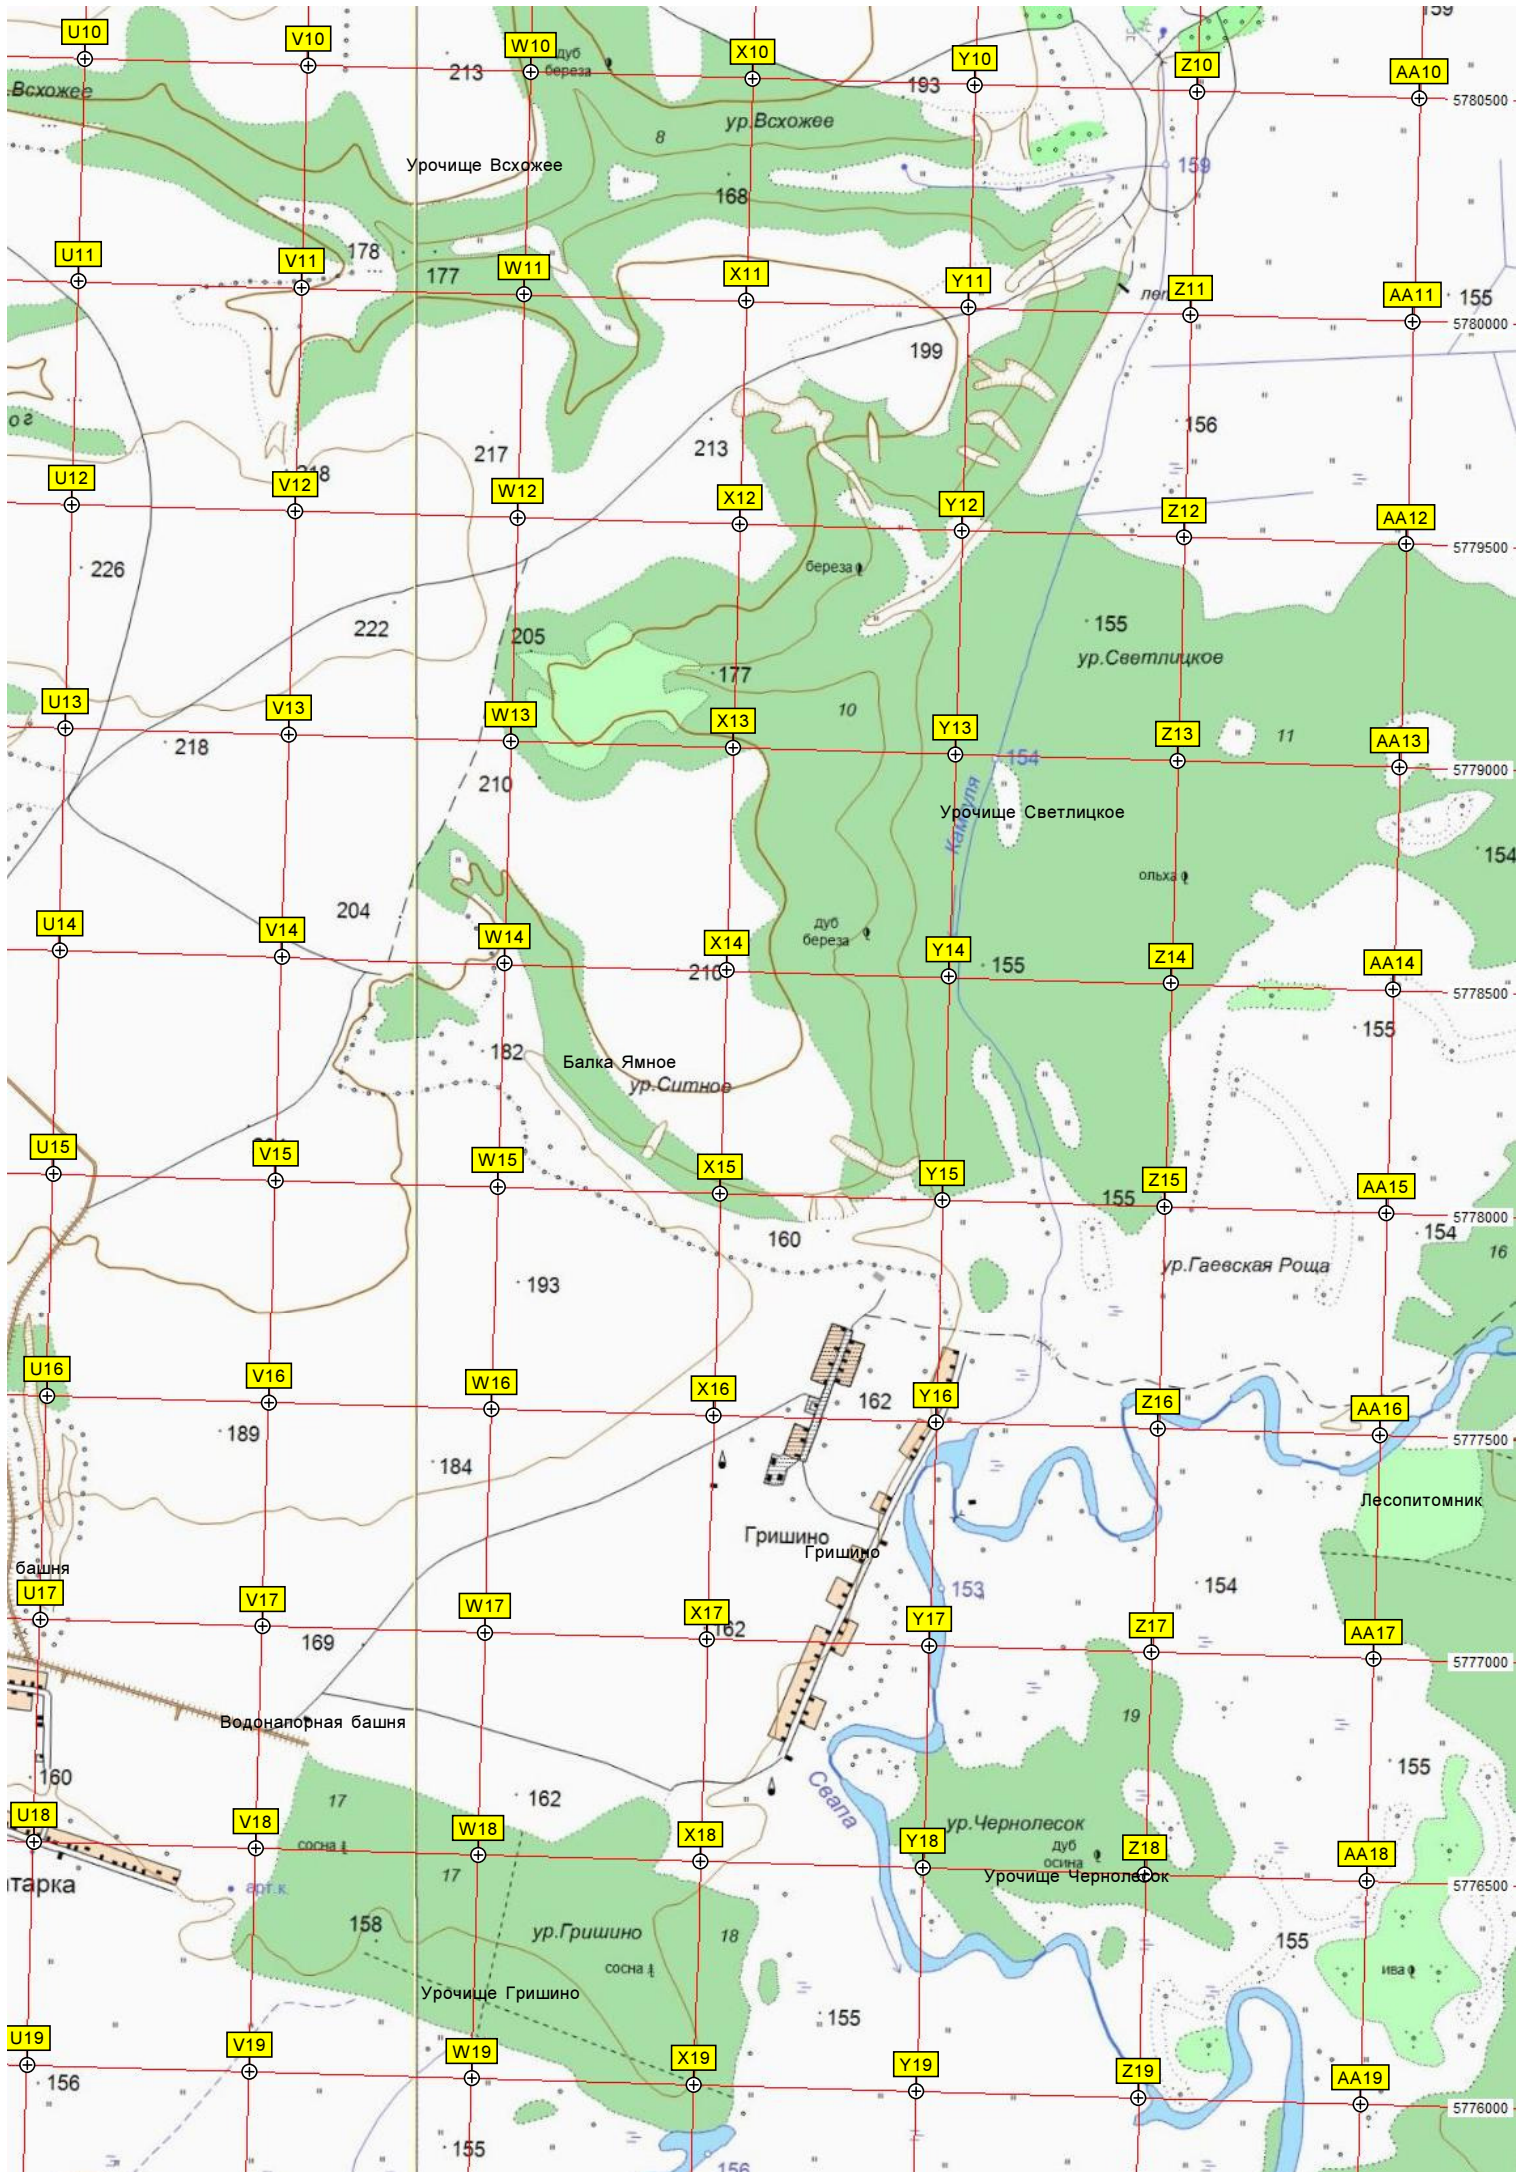 159
U10
V10
W10
дуб
береза
X10
Y10
Z10
AA10
213
193
5780500
Всхожее
8
ур.Всхожее
Урочище Всхожее
159
168
U11
V11
178
177
W11
X11
Y11
Z11
AA11
155
5780000
199
156
ог
217
213
U12
V12
W12
X12
Y12
Z12
AA12
5779500
226
береза
222
205
155
ур.Светлицкое
177
U13
V13
W13
10
X13
Y13
Z13
11
AA13
218
154
5779000
210
Урочище Светлицкое
Камуля
154
ольха
204
дуб
береза
U14
V14
W14
X14
Y14
Z14
AA14
210
155
5778500
155
182
Балка Ямное
ур.Ситное
U15
V15
W15
X15
Y15
Z15
AA15
155
5778000
160
154
16
193
ур.Гаевская Роща
U16
V16
W16
X16
Y16
Z16
AA16
162
189
5777500
184
Лесопитомник
Гришино
Гришино
башня
153
154
U17
V17
W17
X17
Y17
Z17
AA17
169
162
5777000
19
Водонапорная башня
160
155
17
162
Свапа
U18
V18
W18
X18
Y18
Z18
AA18
ур.Чернолесок
дуб
осина
сосна
17
Урочище Чернолесок
тарка
арт.к.
5776500
158
ур.Гришино
18
155
сосна
ива
Урочище Гришино
155
U19
V19
W19
X19
Y19
Z19
AA19
156
5776000
155
156